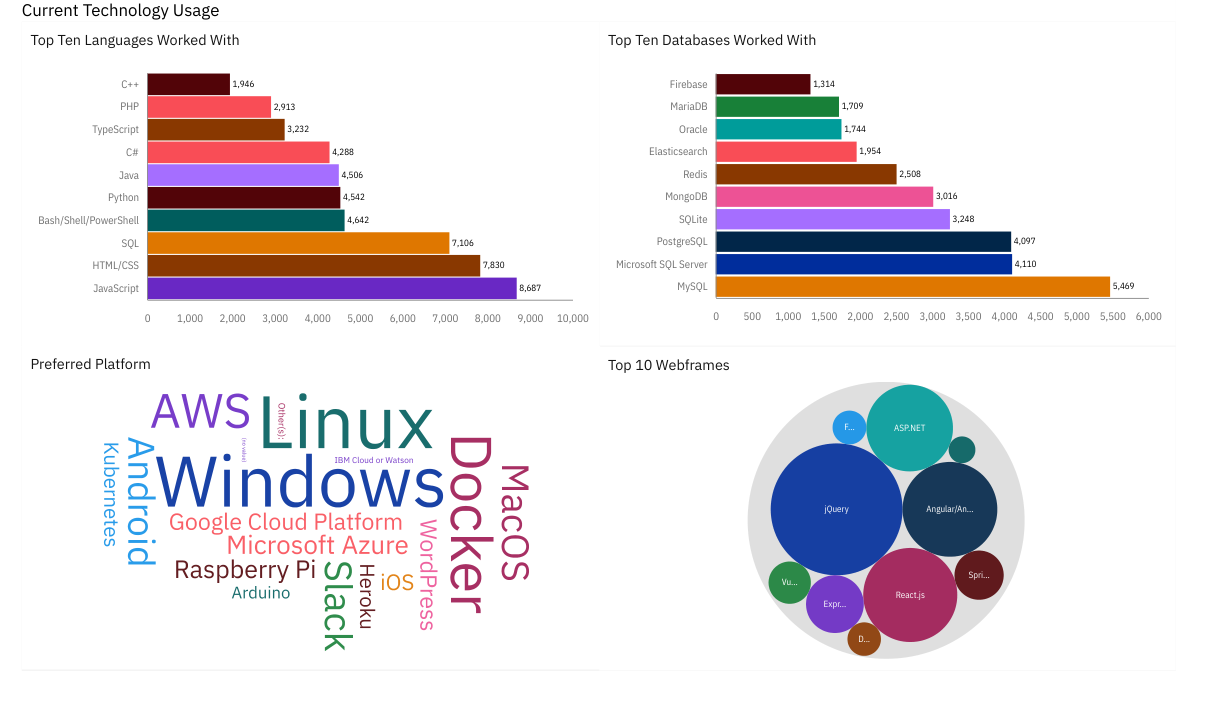 Current Technology Usage
Top Ten Languages Worked With
C++ 1,946
PHP 2,913
TypeScript 3,232
C# 4,288
Java 4,506
Python 4,542
Bash/Shell/PowerShell 4,642
SQL 7,106
HTML/CSS 7,830
JavaScript 8,687
0 1,000 2,000 3,000 4,000 5,000 6,000 7,000 8,000 9,000 10,000
Top Ten Databases Worked With
Firebase 1,314
MariaDB 1,709
Oracle 1,744
Elasticsearch 1,954
Redis 2,508
MongoDB 3,016
SQLite 3,248
PostgreSQL 4,097
Microsoft SQL Server 4,110
MySQL 5,469
0 500 1,000 1,500 2,000 2,500 3,000 3,500 4,000 4,500 5,000 5,500 6,000
Preferred Platform
AWS
Linux
Other(s):
(no value)
IBM Cloud or Watson
Kubernetes
Android
Windows
Docker
MacOS
Google Cloud Platform
Microsoft Azure
WordPress
Raspberry Pi
Slack
Heroku
iOS
Arduino
Top 10 Webframes
F...
ASP.NET
jQuery
Angular/An...
Vu...
Expr...
React.js
Spri...
D...